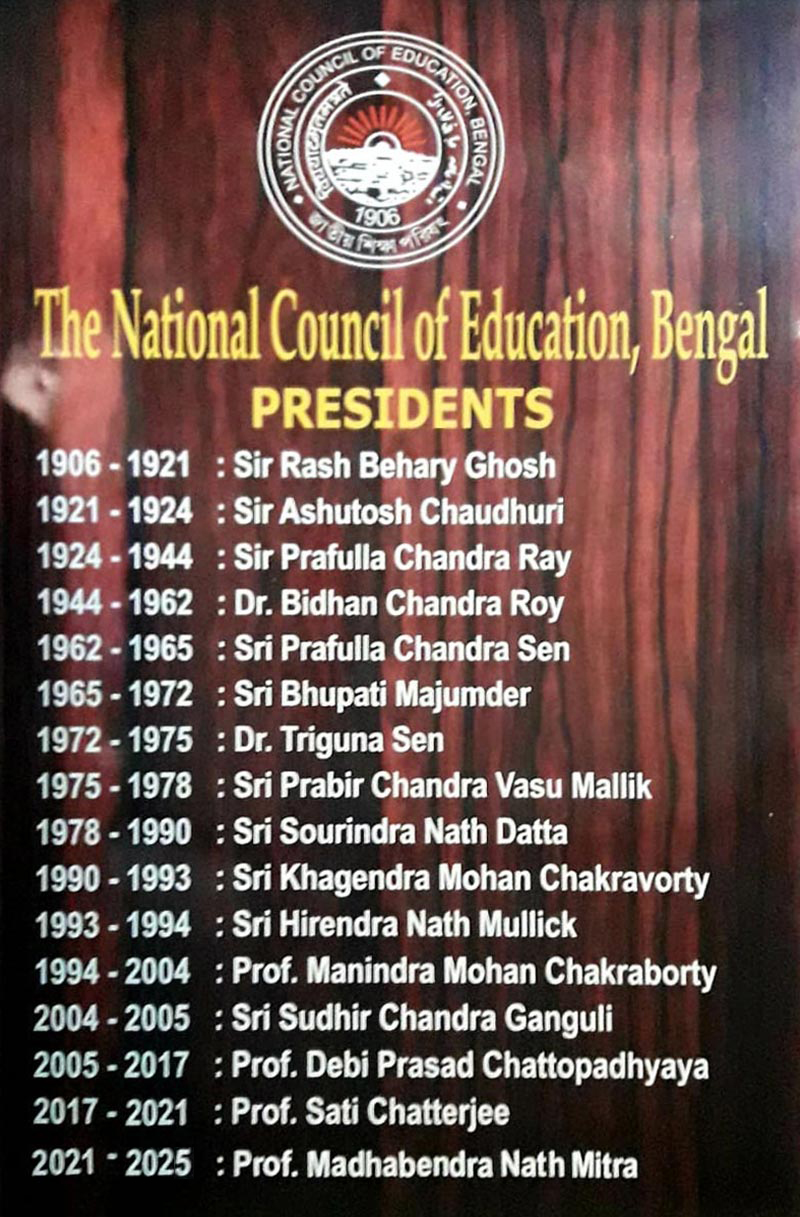 NATIONAL COUNCIL OF EDUCATION, BENGAL
1906
জাতীয় শিক্ষা পরিষৎ
The National Council of Education, Bengal
PRESIDENTS
1906 - 1921 : Sir Rash Behary Ghosh
1921 - 1924 : Sir Ashutosh Chaudhuri
1924 - 1944 : Sir Prafulla Chandra Ray
1944 - 1962 : Dr. Bidhan Chandra Roy
1962 - 1965 : Sri Prafulla Chandra Sen
1965 - 1972 : Sri Bhupati Majumder
1972 - 1975 : Dr. Triguna Sen
1975 - 1978 : Sri Prabir Chandra Vasu Mallik
1978 - 1990 : Sri Sourindra Nath Datta
1990 - 1993 : Sri Khagendra Mohan Chakravorty
1993 - 1994 : Sri Hirendra Nath Mullick
1994 - 2004 : Prof. Manindra Mohan Chakraborty
2004 - 2005 : Sri Sudhir Chandra Ganguli
2005 - 2017 : Prof. Debi Prasad Chattopadhyaya
2017 - 2021 : Prof. Sati Chatterjee
2021 - 2025 : Prof. Madhabendra Nath Mitra